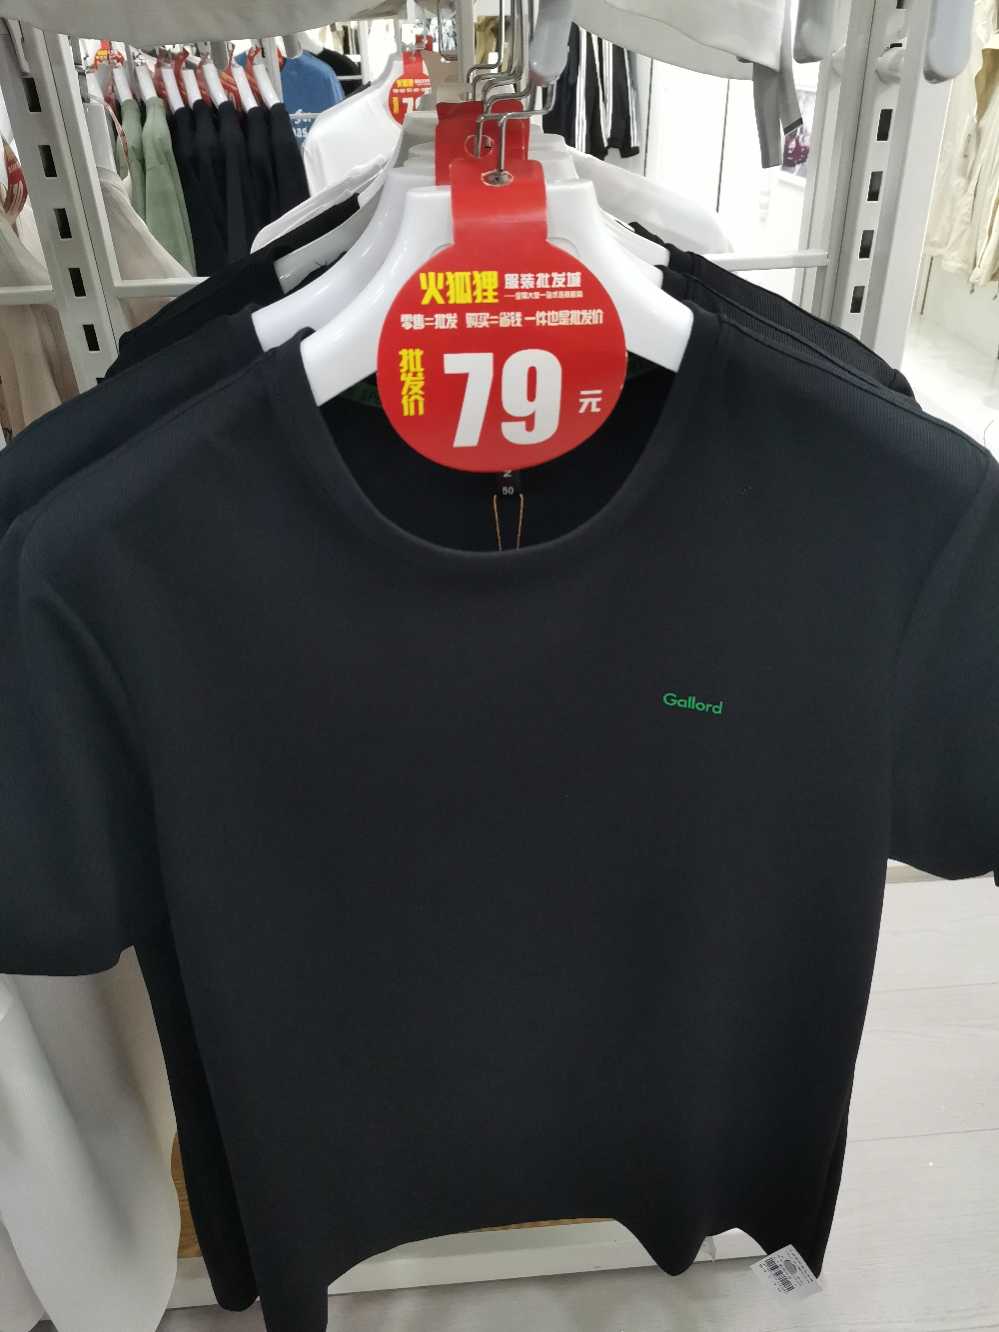 火狐狸 服装批发城
零售=批发 购买=省钱 一件也是批发价
批发价
79
元
50
Gallord